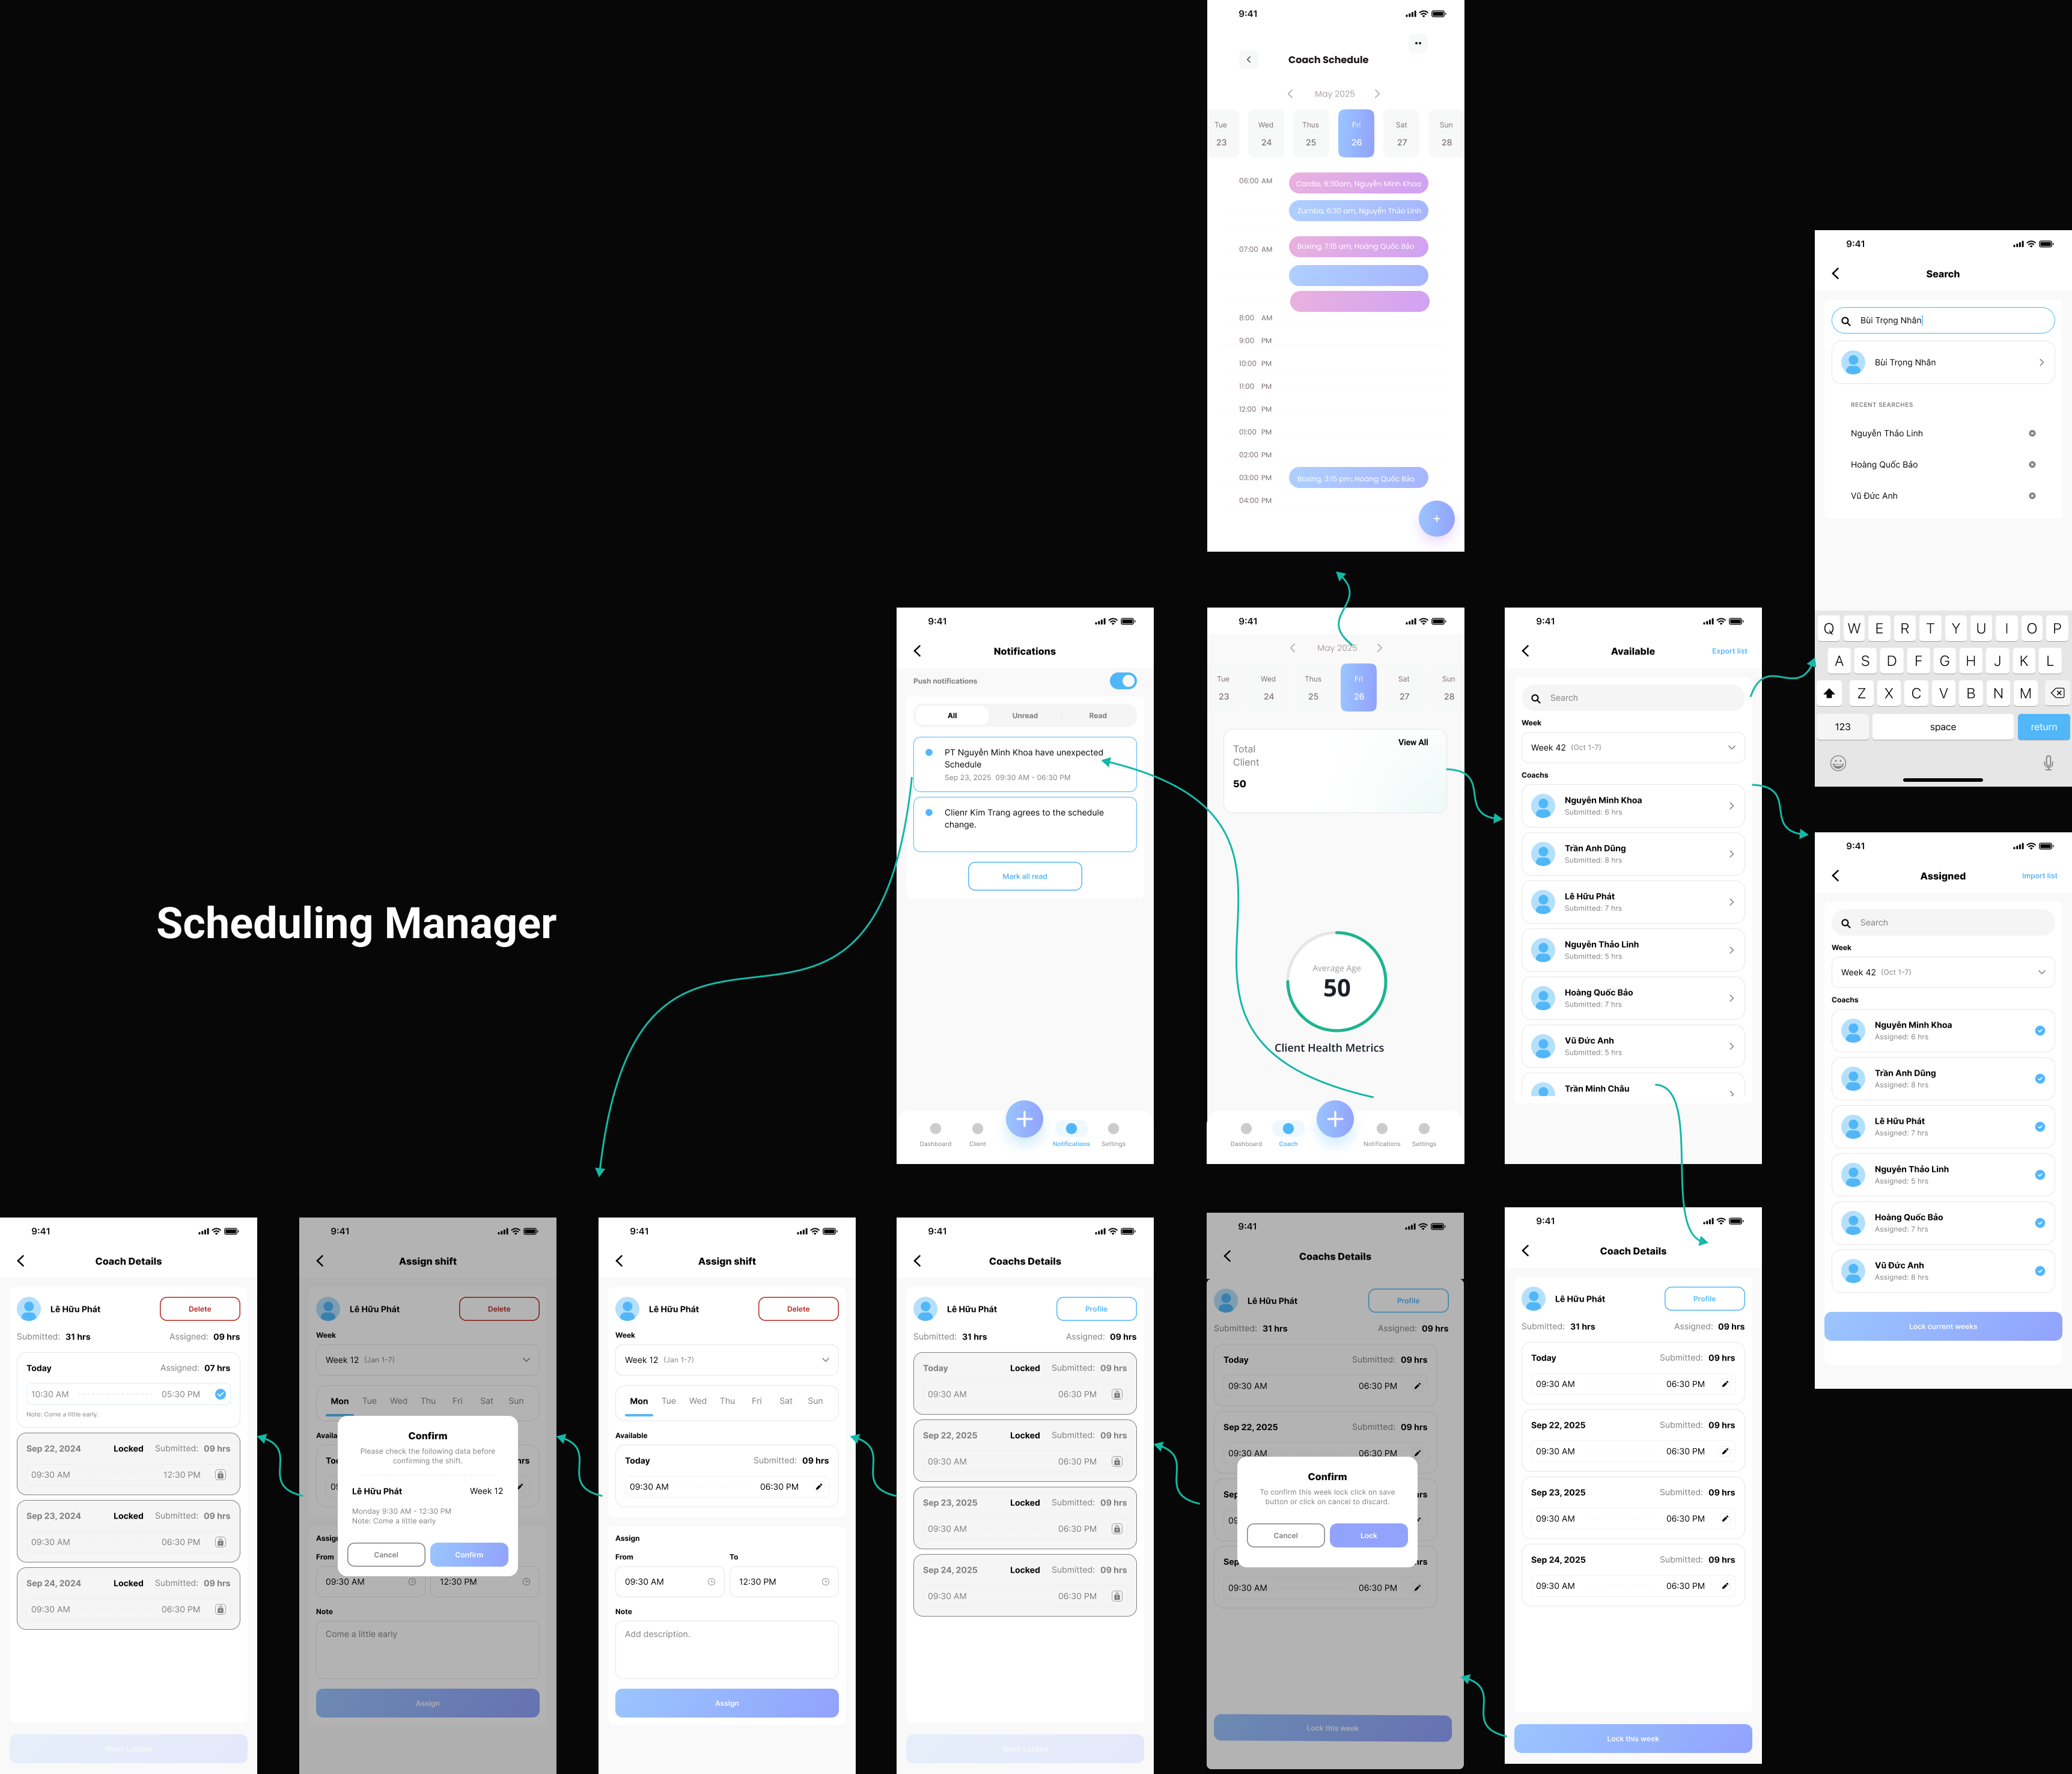 9:41
Coach Schedule
May 2025
Tue Wed Thus Fri Sat Sun
23 24 25 26 27 28
06:00 AM
Cardio, 6:30am, Nguyễn Minh Khoa
Zumba, 6:30 am, Nguyễn Thảo Linh
07:00 AM
Boxing, 7:15 am, Hoàng Quốc Bảo
8:00 AM
9:00 PM
10:00 PM
11:00 PM
12:00 PM
01:00 PM
02:00 PM
03:00 PM
Boxing, 3:15 pm, Hoàng Quốc Bảo
04:00 PM
9:41
Search
Bùi Trọng Nhân
Bùi Trọng Nhân
RECENT SEARCHES
Nguyễn Thảo Linh
Hoàng Quốc Bảo
Vũ Đức Anh
Q W E R T Y U I O P
A S D F G H J K L
Z X C V B N M
123 space return
Scheduling Manager
9:41
Notifications
Push notifications
All Unread Read
PT Nguyễn Minh Khoa have unexpected
Schedule
Sep 23, 2025 09:30 AM - 06:30 PM
Clienr Kim Trang agrees to the schedule
change.
Mark all read
Dashboard Client Notifications Settings
9:41
May 2025
Tue Wed Thus Fri Sat Sun
23 24 25 26 27 28
Total
Client
View All
50
Average Age
50
Client Health Metrics
Dashboard Coach Notifications Settings
9:41
Available Export list
Search
Week
Week 42 (Oct 1-7)
Coachs
Nguyễn Minh Khoa
Submitted: 6 hrs
Trần Anh Dũng
Submitted: 8 hrs
Lê Hữu Phát
Submitted: 7 hrs
Nguyễn Thảo Linh
Submitted: 5 hrs
Hoàng Quốc Bảo
Submitted: 7 hrs
Vũ Đức Anh
Submitted: 5 hrs
Trần Minh Châu
9:41
Assigned Import list
Search
Week
Week 42 (Oct 1-7)
Coachs
Nguyễn Minh Khoa
Assigned: 6 hrs
Trần Anh Dũng
Assigned: 8 hrs
Lê Hữu Phát
Assigned: 7 hrs
Nguyễn Thảo Linh
Assigned: 5 hrs
Hoàng Quốc Bảo
Assigned: 7 hrs
Vũ Đức Anh
Assigned: 8 hrs
Lock current weeks
9:41
Coach Details
Lê Hữu Phát Delete
Submitted: 31 hrs Assigned: 09 hrs
Today Assigned: 07 hrs
10:30 AM 05:30 PM
Note: Come a little early.
Sep 22, 2024 Locked Submitted: 09 hrs
09:30 AM 12:30 PM
Sep 23, 2024 Locked Submitted: 09 hrs
09:30 AM 06:30 PM
Sep 24, 2024 Locked Submitted: 09 hrs
09:30 AM 06:30 PM
Week Locked
9:41
Assign shift
Lê Hữu Phát Delete
Week
Week 12 (Jan 1-7)
Mon Tue Wed Thu Fri Sat Sun
Confirm
Please check the following data before
confirming the shift.
Lê Hữu Phát Week 12
Monday 9:30 AM - 12:30 PM
Note: Come a little early
Cancel Confirm
From
09:30 AM 12:30 PM
Note
Come a little early
Assign
9:41
Assign shift
Lê Hữu Phát Delete
Week
Week 12 (Jan 1-7)
Mon Tue Wed Thu Fri Sat Sun
Available
Today Submitted: 09 hrs
09:30 AM 06:30 PM
Assign
From To
09:30 AM 12:30 PM
Note
Add description.
Assign
9:41
Coachs Details
Lê Hữu Phát Profile
Submitted: 31 hrs Assigned: 09 hrs
Today Locked Submitted: 09 hrs
09:30 AM 06:30 PM
Sep 22, 2025 Locked Submitted: 09 hrs
09:30 AM 06:30 PM
Sep 23, 2025 Locked Submitted: 09 hrs
09:30 AM 06:30 PM
Sep 24, 2025 Locked Submitted: 09 hrs
09:30 AM 06:30 PM
Week Locked
9:41
Coachs Details
Lê Hữu Phát Profile
Submitted: 31 hrs Assigned: 09 hrs
Today Submitted: 09 hrs
09:30 AM 06:30 PM
Sep 22, 2025 Submitted: 09 hrs
09:30 AM 06:30 PM
Confirm
To confirm this week lock click on save
button or click on cancel to discard.
Cancel Lock
09:30 AM 06:30 PM
Lock this week
9:41
Coach Details
Lê Hữu Phát Profile
Submitted: 31 hrs Assigned: 09 hrs
Today Submitted: 09 hrs
09:30 AM 06:30 PM
Sep 22, 2025 Submitted: 09 hrs
09:30 AM 06:30 PM
Sep 23, 2025 Submitted: 09 hrs
09:30 AM 06:30 PM
Sep 24, 2025 Submitted: 09 hrs
09:30 AM 06:30 PM
Lock this week